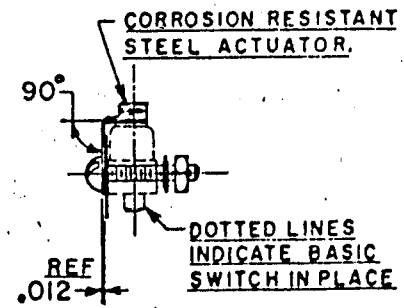 CORROSION RESISTANT
STEEL ACTUATOR.
90°
DOTTED LINES
INDICATE BASIC
SWITCH IN PLACE
REF
.012